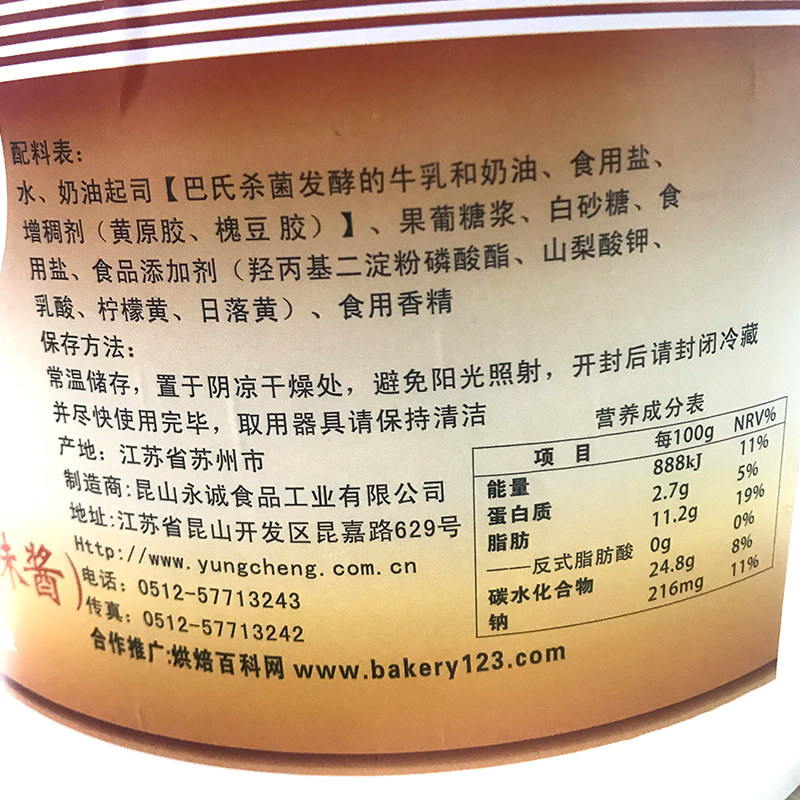 配料表：
水、奶油起司【巴氏杀菌发酵的牛乳和奶油、食用盐、
增稠剂（黄原胶、槐豆 胶）】、果葡糖浆、白砂糖、食
用盐、食品添加剂（羟丙基二淀粉磷酸酯、山梨酸钾、
乳酸、柠檬黄、日落黄）、食用香精
保存方法：
常温储存，置于阴凉干燥处，避免阳光照射，开封后请封闭冷藏
并尽快使用完毕，取用器具请保持清洁
产地：江苏省苏州市
制造商:昆山永诚食品工业有限公司
地址:江苏省昆山开发区昆嘉路629号
Http://www.yungcheng.com.cn
电话：0512-57713243
传真：0512-57713242
合作推广:烘焙百科网 www.bakery123.com
味酱）
营养成分表
项 目 每100g NRV%
能量 888kJ 11%
蛋白质 2.7g 5%
脂肪 11.2g 19%
——反式脂肪酸 0g 0%
碳水化合物 24.8g 8%
钠 216mg 11%